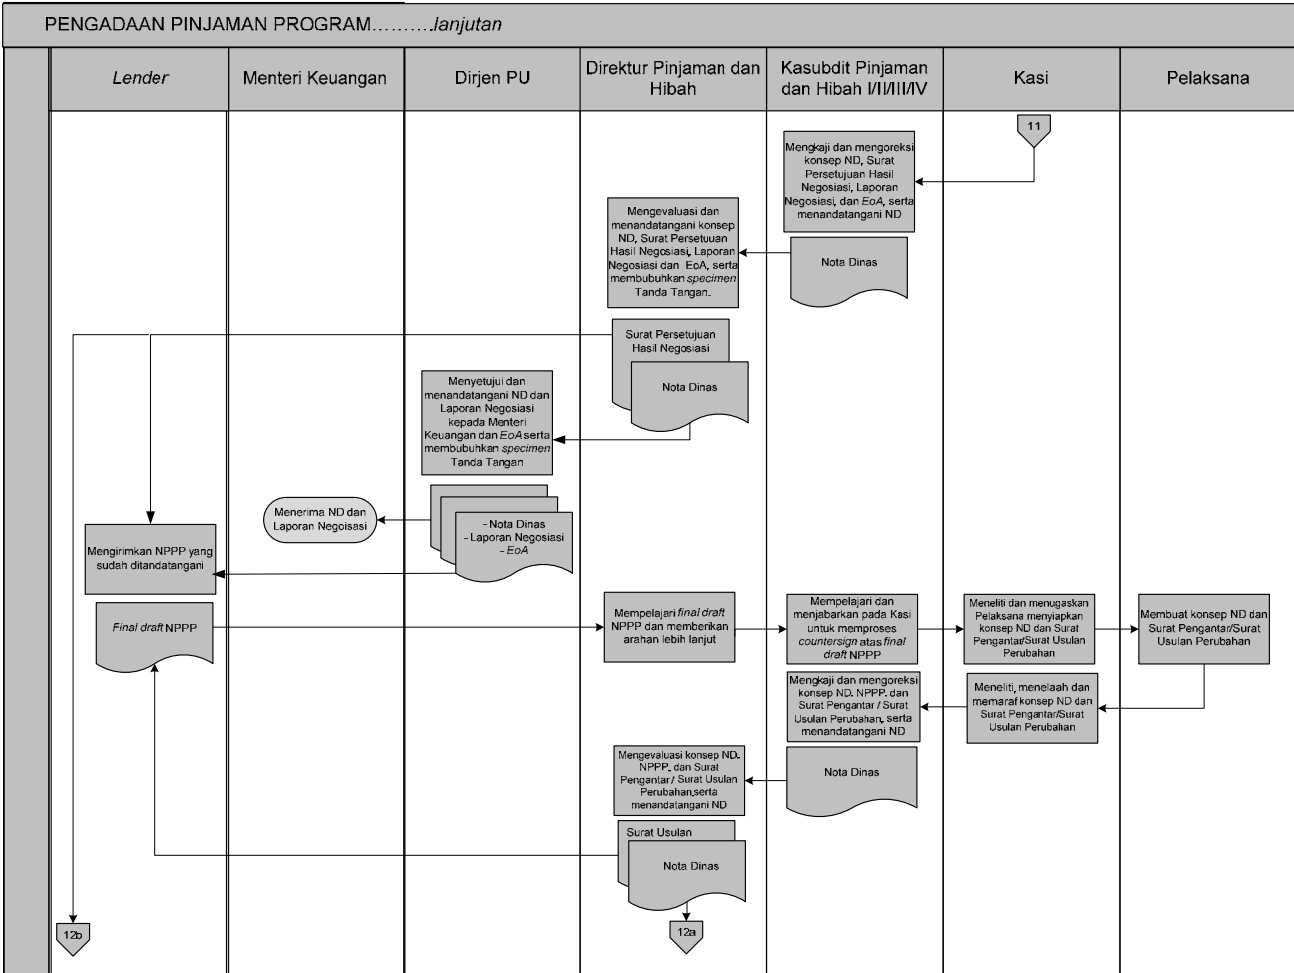 PENGADAAN PINJAMAN PROGRAM..........lanjutan
Lender
Menteri Keuangan
Dirjen PU
Direktur Pinjaman dan
Hibah
Kasubdit Pinjaman
dan Hibah I/II/III/IV
Kasi
Pelaksana
11
Mengkaji dan mengoreksi
konsep ND, Surat
Persetujuan Hasil
Negosiasi, Laporan
Negosiasi, dan EoA, serta
menandatangani ND
Nota Dinas
Mengevaluasi dan
menandatangani konsep
ND, Surat Persetuuan
Hasil Negosiasi, Laporan
Negosiasi dan EoA, serta
membubuhkan specimen
Tanda Tangan.
Surat Persetujuan
Hasil Negosiasi
Nota Dinas
Menyetujui dan
menandatangani ND dan
Laporan Negosiasi
kepada Menteri
Keuangan dan EoA serta
membubuhkan specimen
Tanda Tangan
- Nota Dinas
- Laporan Negosiasi
- EoA
Menerima ND dan
Laporan Negoisasi
Mengirimkan NPPP yang
sudah ditandatangani
Final draft NPPP
Mempelajari final draft
NPPP dan memberikan
arahan lebih lanjut
Mempelajari dan
menjabarkan pada Kasi
untuk memproses
countersign atas final
draft NPPP
Meneliti dan menugaskan
Pelaksana menyiapkan
konsep ND dan Surat
Pengantar/Surat Usulan
Perubahan
Membuat konsep ND dan
Surat Pengantar/Surat
Usulan Perubahan
Meneliti, menelaah dan
memaraf konsep ND dan
Surat Pengantar/Surat
Usulan Perubahan
Mengkaji dan mengoreksi
konsep ND, NPPP, dan
Surat Pengantar / Surat
Usulan Perubahan, serta
menandatangani ND
Nota Dinas
Mengevaluasi konsep ND,
NPPP, dan Surat
Pengantar / Surat Usulan
Perubahan,serta
menandatangani ND
Surat Usulan
Nota Dinas
12b
12a